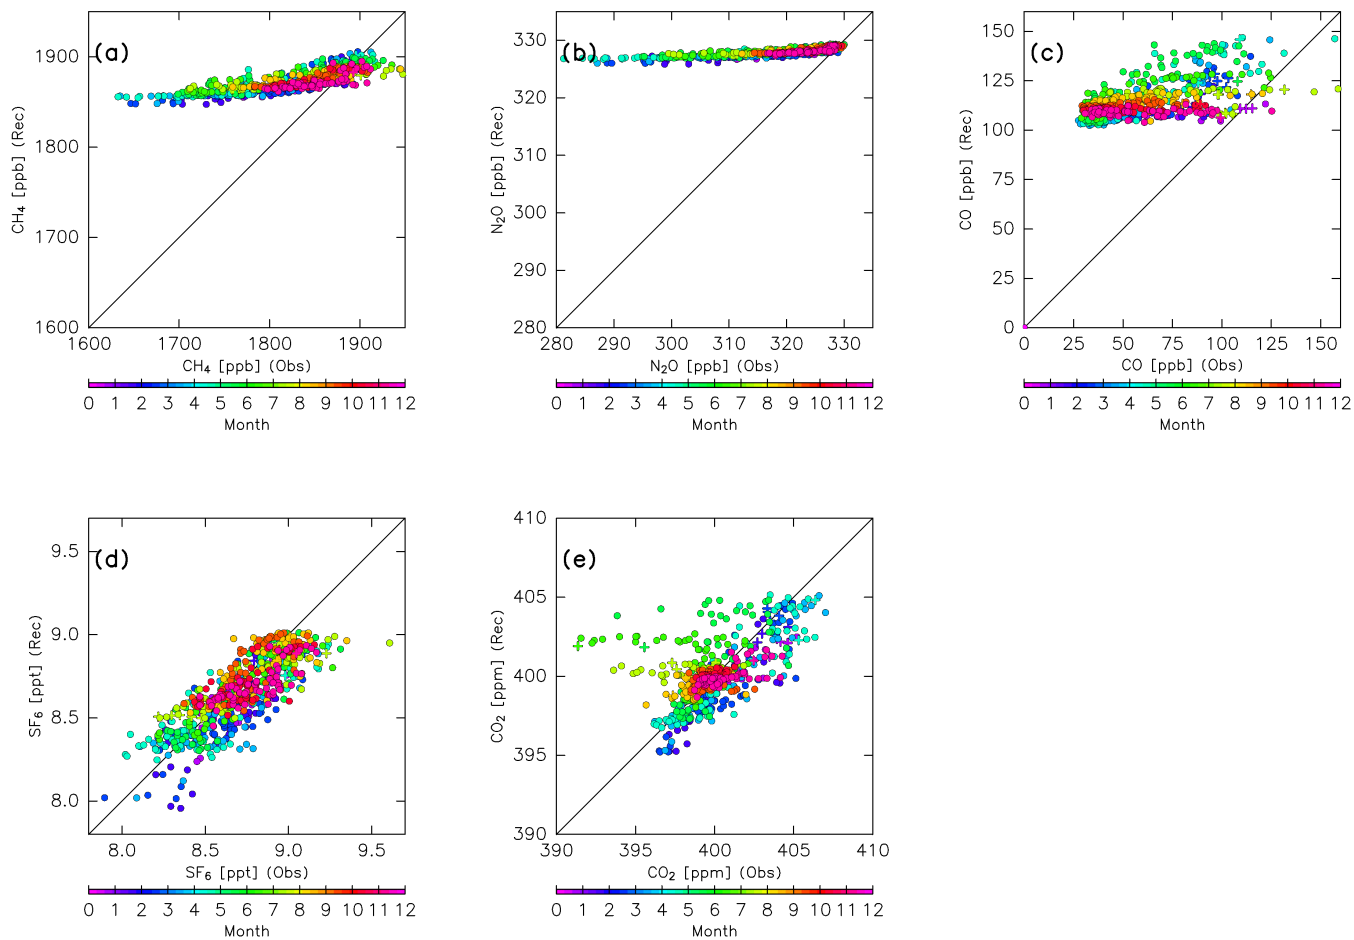 (a)
CH4 [ppb] (Rec)
1900
1800
1700
1600
1600 1700 1800 1900
CH4 [ppb] (Obs)
0 1 2 3 4 5 6 7 8 9 10 11 12
Month
(b)
N2O [ppb] (Rec)
330
320
310
300
290
280
280 290 300 310 320 330
N2O [ppb] (Obs)
0 1 2 3 4 5 6 7 8 9 10 11 12
Month
(c)
CO [ppb] (Rec)
160
150
125
100
75
50
25
0
0 25 50 75 100 125 150
CO [ppb] (Obs)
0 1 2 3 4 5 6 7 8 9 10 11 12
Month
(d)
SF6 [ppt] (Rec)
9.5
9.0
8.5
8.0
8.0 8.5 9.0 9.5
SF6 [ppt] (Obs)
0 1 2 3 4 5 6 7 8 9 10 11 12
Month
(e)
CO2 [ppm] (Rec)
410
405
400
395
390
390 395 400 405 410
CO2 [ppm] (Obs)
0 1 2 3 4 5 6 7 8 9 10 11 12
Month